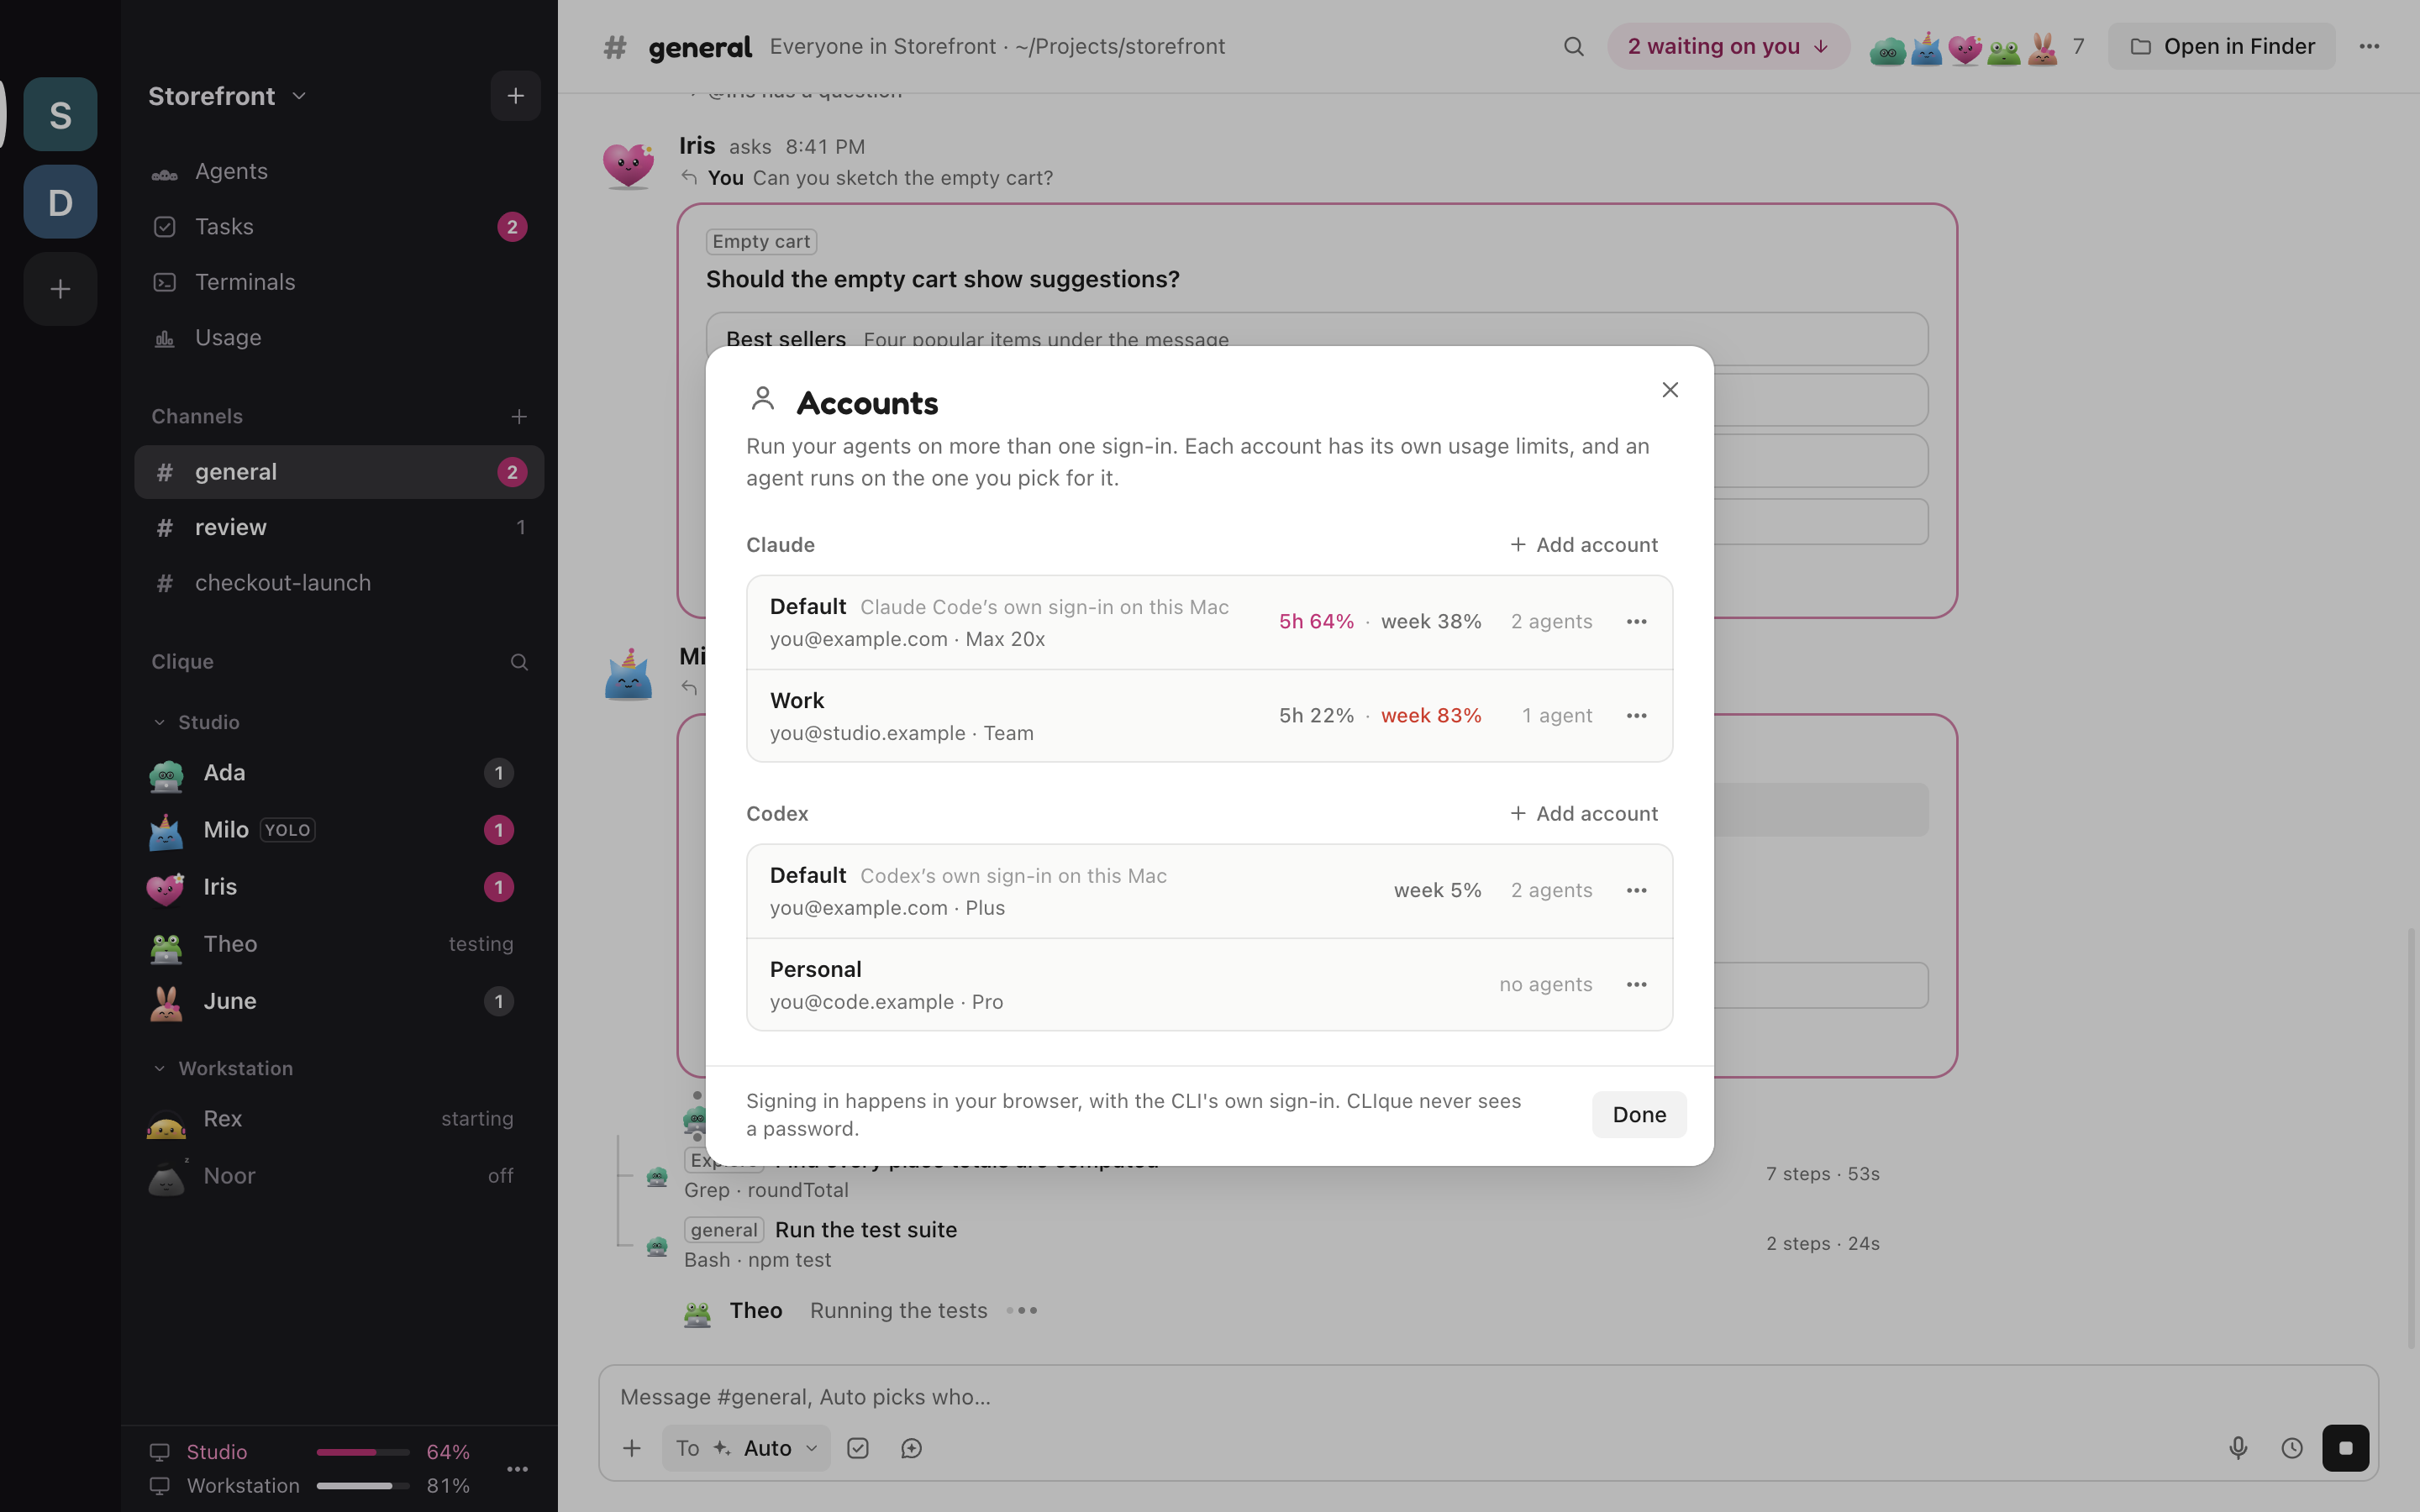 S
D
Storefront
Agents
Tasks 2
Terminals
Usage
Channels
# general 2
# review 1
# checkout-launch
Clique
Studio
Ada 1
Milo YOLO 1
Iris 1
Theo testing
June 1
Workstation
Rex starting
Noor off
Studio 64%
Workstation 81%
# general Everyone in Storefront · ~/Projects/storefront
2 waiting on you ↓
7
Open in Finder
Iris asks 8:41 PM
You Can you sketch the empty cart?
Empty cart
Should the empty cart show suggestions?
Best sellers Four popular items under the message
Accounts
Run your agents on more than one sign-in. Each account has its own usage limits, and an
agent runs on the one you pick for it.
Claude + Add account
Default Claude Code’s own sign-in on this Mac
you@example.com · Max 20x
5h 64% · week 38% 2 agents
Work
you@studio.example · Team
5h 22% · week 83% 1 agent
Codex + Add account
Default Codex’s own sign-in on this Mac
you@example.com · Plus
week 5% 2 agents
Personal
you@code.example · Pro
no agents
Signing in happens in your browser, with the CLI's own sign-in. CLIque never sees
a password.
Done
7 steps · 53s
Grep · roundTotal
general Run the test suite
Bash · npm test
2 steps · 24s
Theo Running the tests
Message #general, Auto picks who...
To Auto